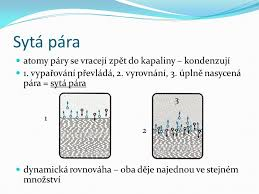 Sytá pára
atomy páry se vracejí zpět do kapaliny – kondenzují
1. vypařování převládá, 2. vyrovnání, 3. úplně nasycená
pára = sytá pára
3
1
2
dynamická rovnováha – oba děje najednou ve stejném
množství